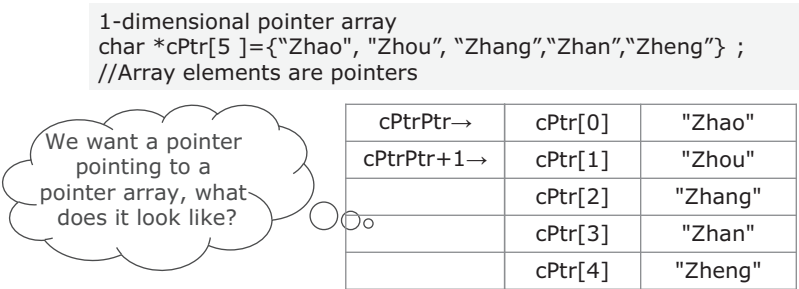 1-dimensional pointer array
char *cPtr[5 ]={“Zhao", "Zhou”, “Zhang”,“Zhan”,“Zheng”} ;
//Array elements are pointers
We want a pointer
pointing to a
pointer array, what
does it look like?
cPtrPtr→ cPtr[0] "Zhao"
cPtrPtr+1→ cPtr[1] "Zhou"
cPtr[2] "Zhang"
cPtr[3] "Zhan"
cPtr[4] "Zheng"